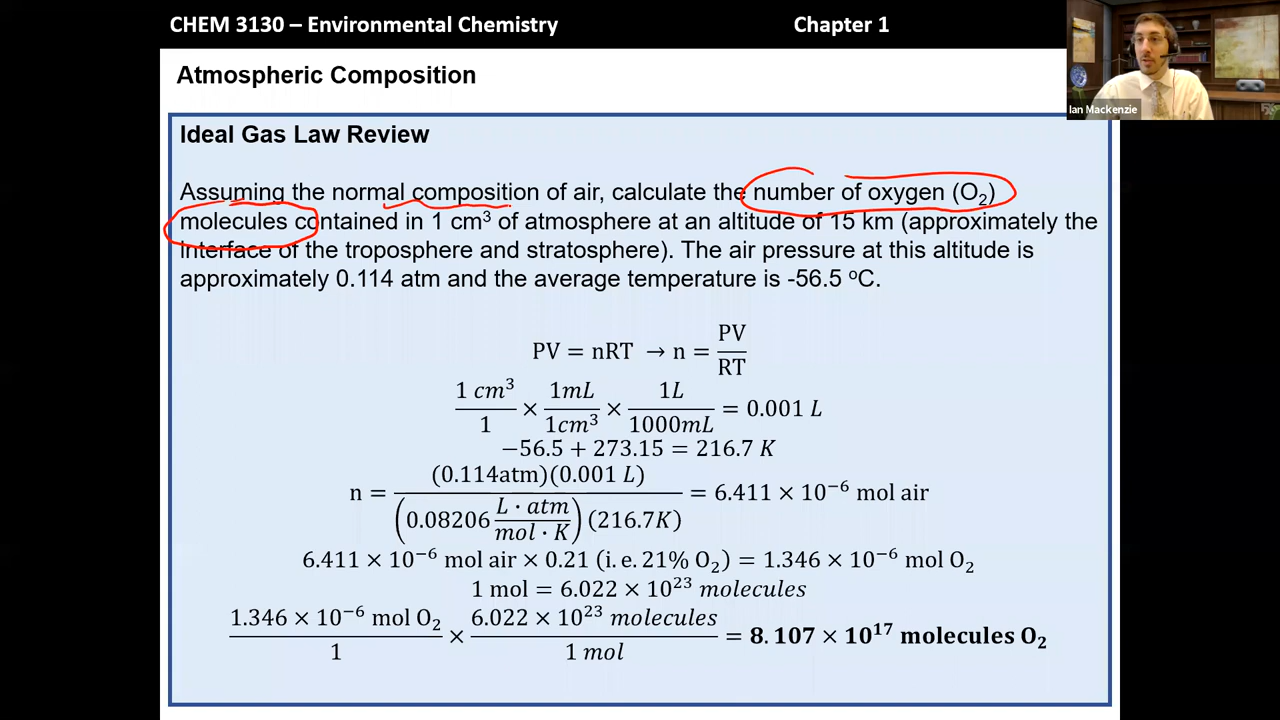 CHEM 3130 – Environmental Chemistry Chapter 1
Ian Mackenzie
Atmospheric Composition
Ideal Gas Law Review
Assuming the normal composition of air, calculate the number of oxygen (O₂)
molecules contained in 1 cm³ of atmosphere at an altitude of 15 km (approximately the
interface of the troposphere and stratosphere). The air pressure at this altitude is
approximately 0.114 atm and the average temperature is -56.5 ᵒC.
PV = nRT → n = PV/RT
1 cm³/1 × 1mL/1cm³ × 1L/1000mL = 0.001 L
−56.5 + 273.15 = 216.7 K
n = (0.114atm)(0.001 L)/(0.08206 L·atm/mol·K)(216.7K) = 6.411 × 10⁻⁶ mol air
6.411 × 10⁻⁶ mol air × 0.21 (i.e. 21% O₂) = 1.346 × 10⁻⁶ mol O₂
1 mol = 6.022 × 10²³ molecules
1.346 × 10⁻⁶ mol O₂/1 × 6.022 × 10²³ molecules/1 mol = 8.107 × 10¹⁷ molecules O₂